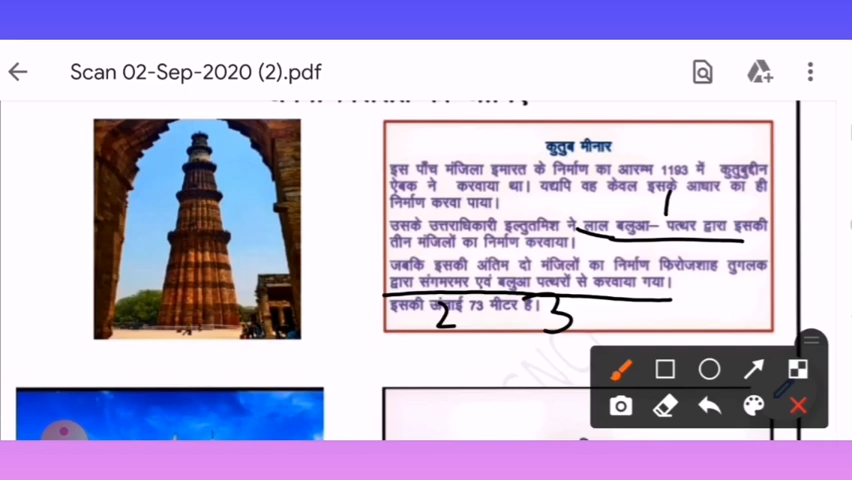 Scan 02-Sep-2020 (2).pdf
कुतुब मीनार
इस पाँच मंजिला इमारत के निर्माण का आरम्भ 1193 में कुतुबुद्दीन
ऐबक ने करवाया था। यद्यपि वह केवल इसके आधार का ही
निर्माण करवा पाया।
1
उसके उत्तराधिकारी इल्तुतमिश ने लाल बलुआ– पत्थर द्वारा इसकी
तीन मंजिलों का निर्माण करवाया।
जबकि इसकी अंतिम दो मंजिलों का निर्माण फिरोजशाह तुगलक
द्वारा संगमरमर एवं बलुआ पत्थरों से करवाया गया।
इसकी ऊंचाई 73 मीटर है।
2 3